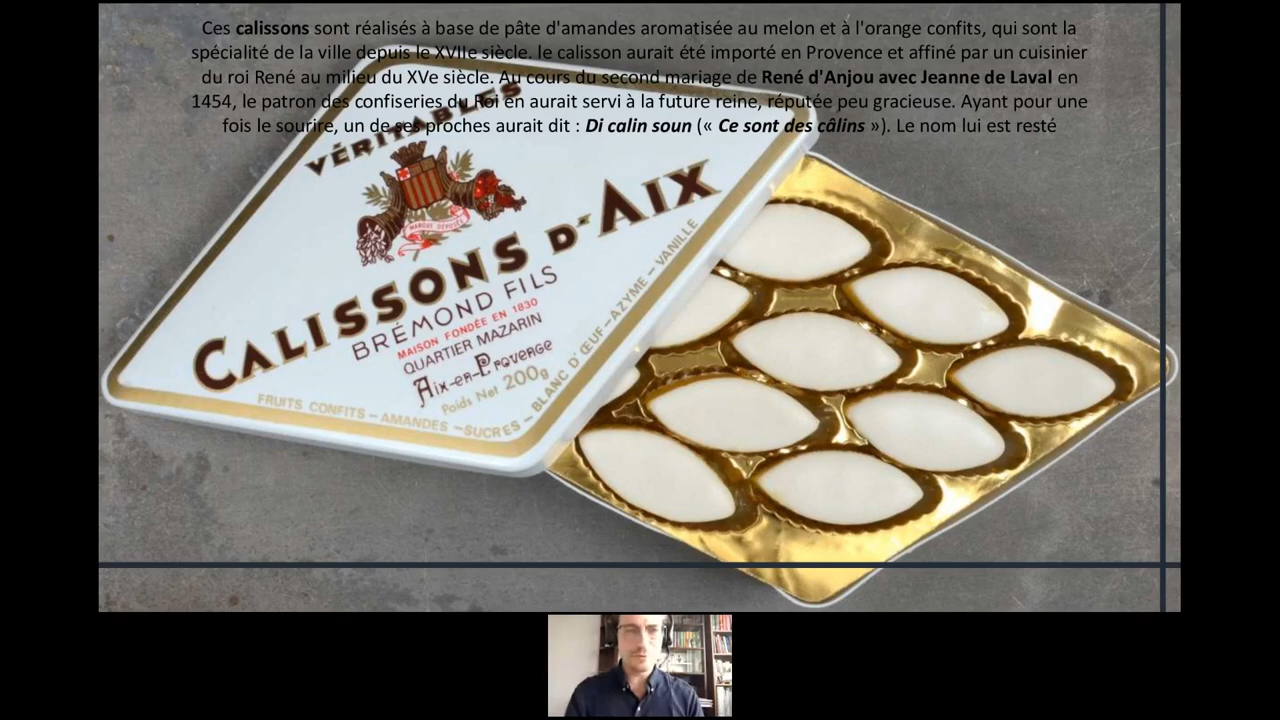 Ces calissons sont réalisés à base de pâte d'amandes aromatisée au melon et à l'orange confits, qui sont la
spécialité de la ville depuis le XVIIe siècle. le calisson aurait été importé en Provence et affiné par un cuisinier
du roi René au milieu du XVe siècle. Au cours du second mariage de René d'Anjou avec Jeanne de Laval en
1454, le patron des confiseries du Roi en aurait servi à la future reine, réputée peu gracieuse. Ayant pour une
fois le sourire, un de ses proches aurait dit : Di calin soun (« Ce sont des câlins »). Le nom lui est resté
VÉRITABLES
MARQUE DÉPOSÉE
CALISSONS D'AIX
BRÉMOND FILS
MAISON FONDÉE EN 1830
QUARTIER MAZARIN
Aix-en-Provence
Poids Net 200g
FRUITS CONFITS – AMANDES – SUCRES – BLANC D'ŒUF – AZYME – VANILLE